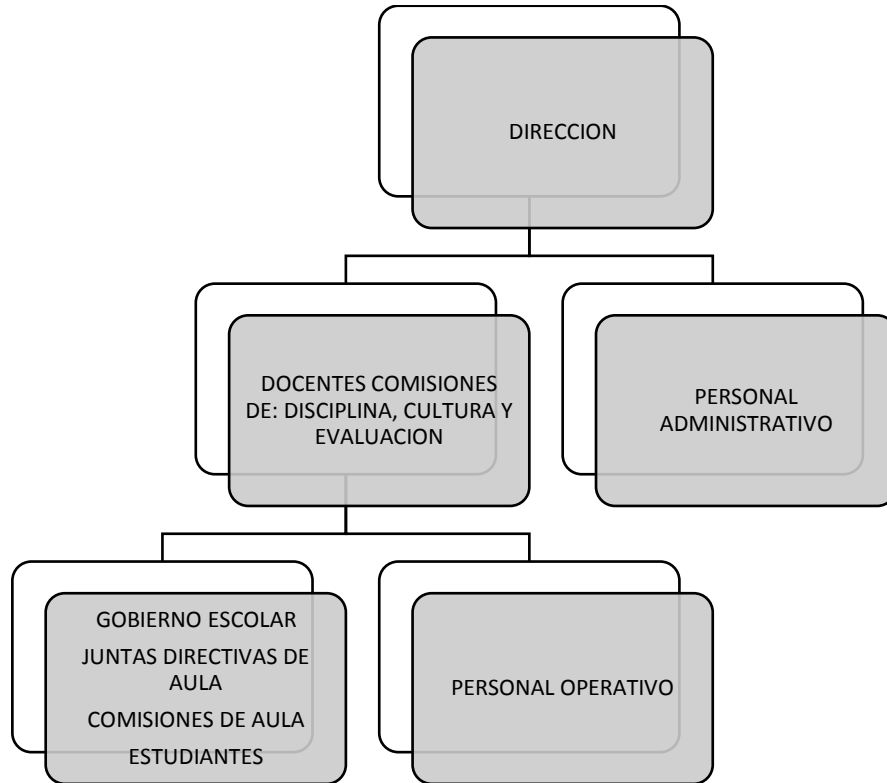 DIRECCION
DOCENTES COMISIONES
DE: DISCIPLINA, CULTURA Y
EVALUACION
PERSONAL
ADMINISTRATIVO
GOBIERNO ESCOLAR
JUNTAS DIRECTIVAS DE
AULA
COMISIONES DE AULA
ESTUDIANTES
PERSONAL OPERATIVO